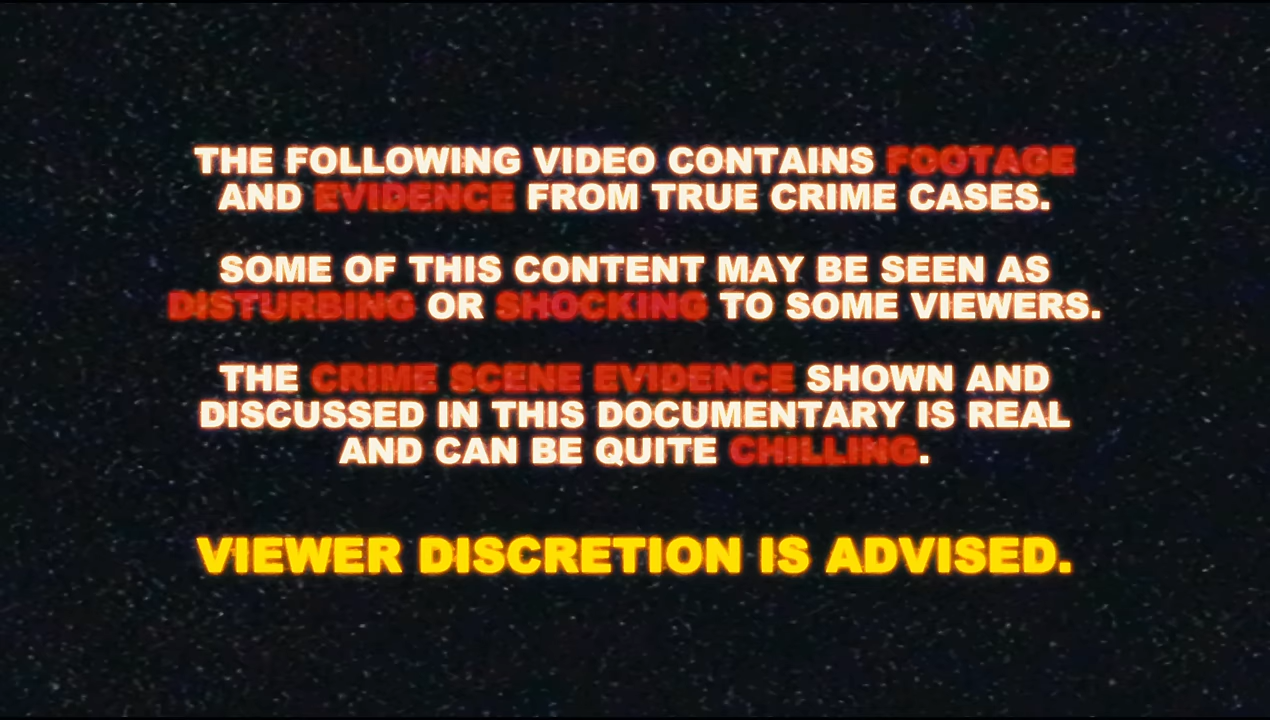 THE FOLLOWING VIDEO CONTAINS FOOTAGE
AND EVIDENCE FROM TRUE CRIME CASES.
SOME OF THIS CONTENT MAY BE SEEN AS
DISTURBING OR SHOCKING TO SOME VIEWERS.
THE CRIME SCENE EVIDENCE SHOWN AND
DISCUSSED IN THIS DOCUMENTARY IS REAL
AND CAN BE QUITE CHILLING.
VIEWER DISCRETION IS ADVISED.